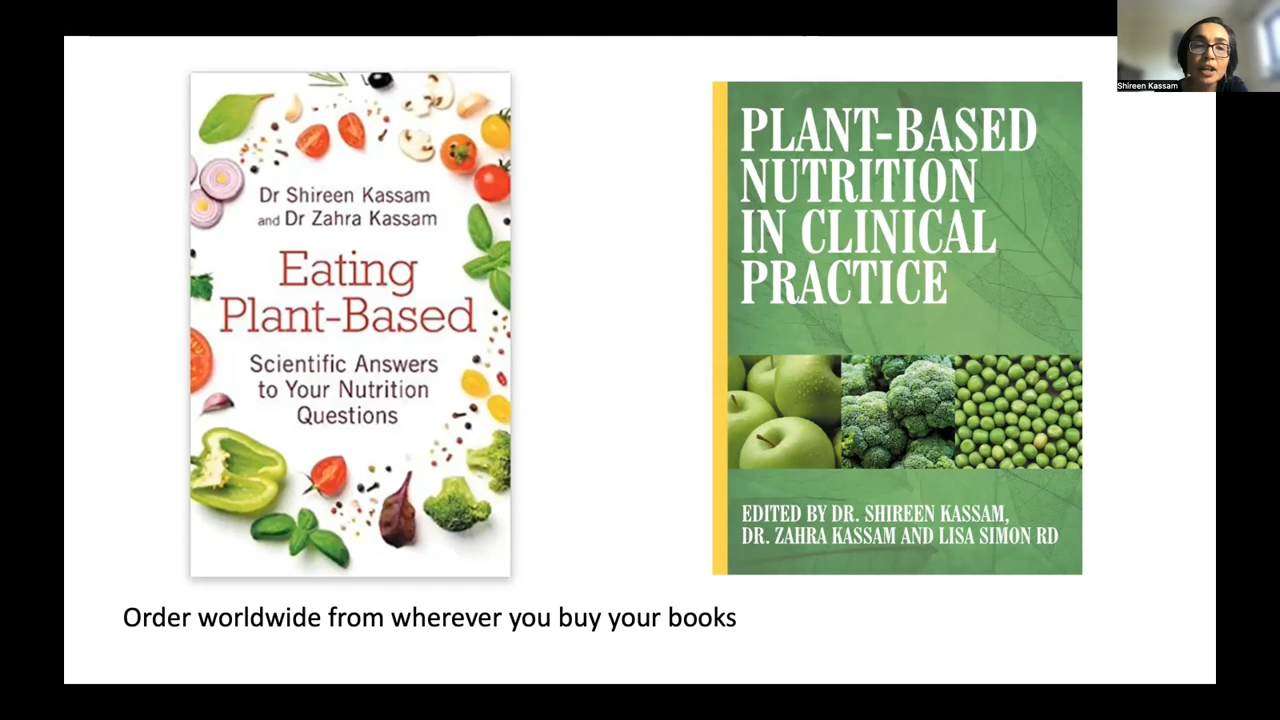 Dr Shireen Kassam
and Dr Zahra Kassam
Eating
Plant-Based
Scientific Answers
to Your Nutrition
Questions
PLANT-BASED
NUTRITION
IN CLINICAL
PRACTICE
EDITED BY DR. SHIREEN KASSAM,
DR. ZAHRA KASSAM AND LISA SIMON RD
Order worldwide from wherever you buy your books
Shireen Kassam